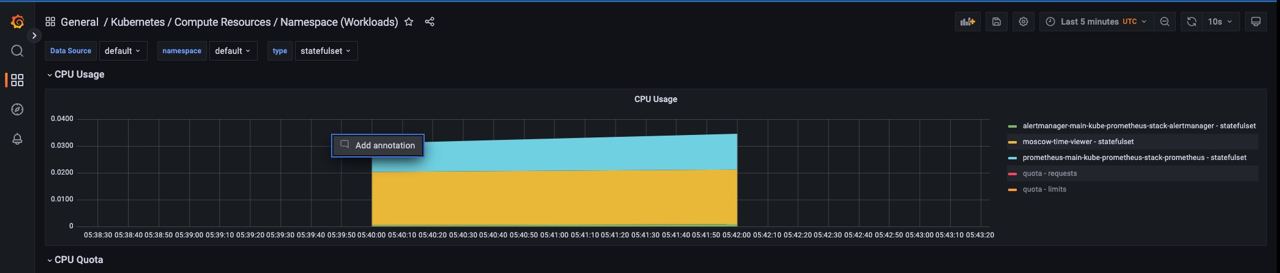 General / Kubernetes / Compute Resources / Namespace (Workloads)
Last 5 minutes UTC
10s
Data Source default namespace default type statefulset
CPU Usage
CPU Usage
0.0400
0.0300
0.0200
0.0100
0
Add annotation
05:38:30 05:38:40 05:38:50 05:39:00 05:39:10 05:39:20 05:39:30 05:39:40 05:39:50 05:40:00 05:40:10 05:40:20 05:40:30 05:40:40 05:40:50 05:41:00 05:41:10 05:41:20 05:41:30 05:41:40 05:41:50 05:42:00 05:42:10 05:42:20 05:42:30 05:42:40 05:42:50 05:43:00 05:43:10 05:43:20
alertmanager-main-kube-prometheus-stack-alertmanager - statefulset
moscow-time-viewer - statefulset
prometheus-main-kube-prometheus-stack-prometheus - statefulset
quota - requests
quota - limits
CPU Quota